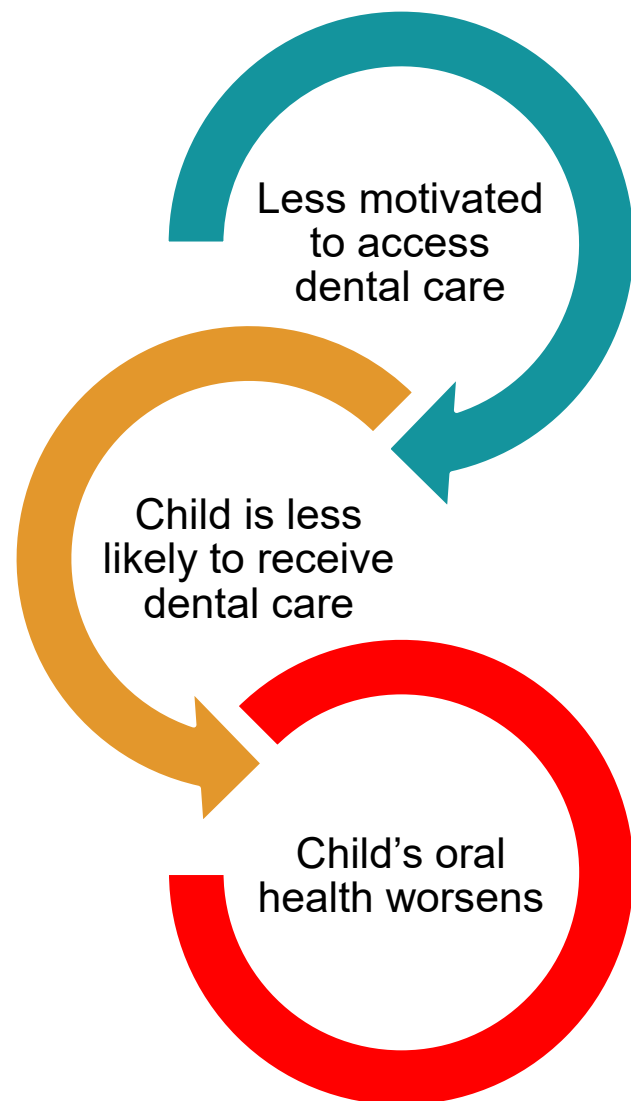 Less motivated
to access
dental care
Child is less
likely to receive
dental care
Child’s oral
health worsens